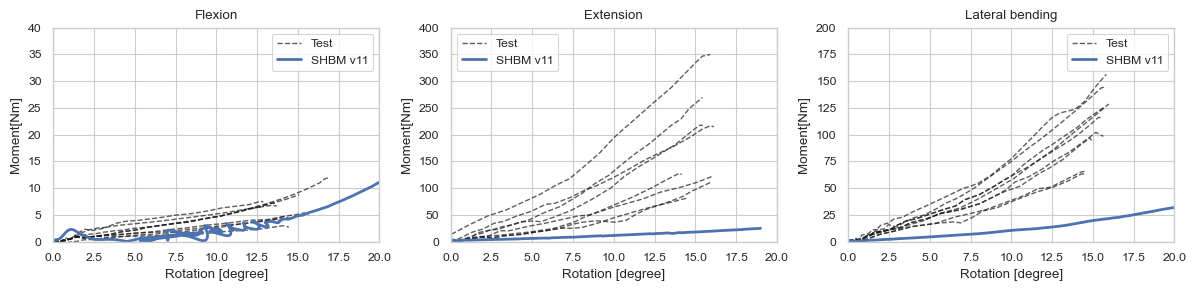 Flexion
40
35
30
25
20
15
10
5
0
Moment[Nm]
0.0 2.5 5.0 7.5 10.0 12.5 15.0 17.5 20.0
Rotation [degree]
Test
SHBM v11
Extension
400
350
300
250
200
150
100
50
0
Moment[Nm]
0.0 2.5 5.0 7.5 10.0 12.5 15.0 17.5 20.0
Rotation [degree]
Test
SHBM v11
Lateral bending
200
175
150
125
100
75
50
25
0
Moment[Nm]
0.0 2.5 5.0 7.5 10.0 12.5 15.0 17.5 20.0
Rotation [degree]
Test
SHBM v11